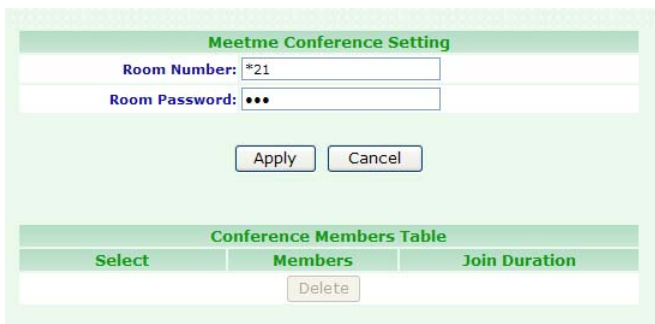 Meetme Conference Setting
Room Number: *21
Room Password: •••
Apply Cancel
Conference Members Table
Select Members Join Duration
Delete